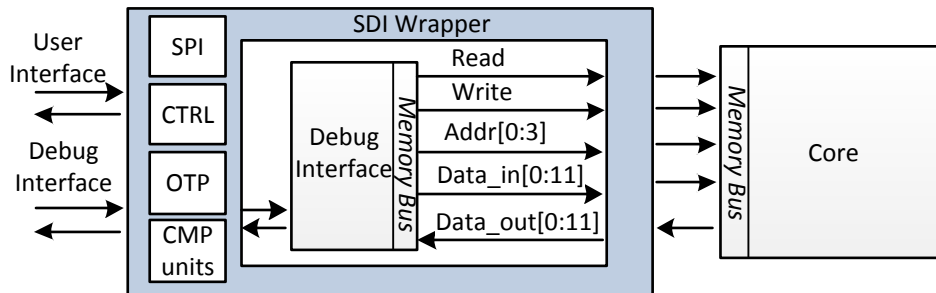 SDI Wrapper
User
Interface
Debug
Interface
SPI
CTRL
OTP
CMP
units
Debug
Interface
Memory Bus
Read
Write
Addr[0:3]
Data_in[0:11]
Data_out[0:11]
Memory Bus
Core